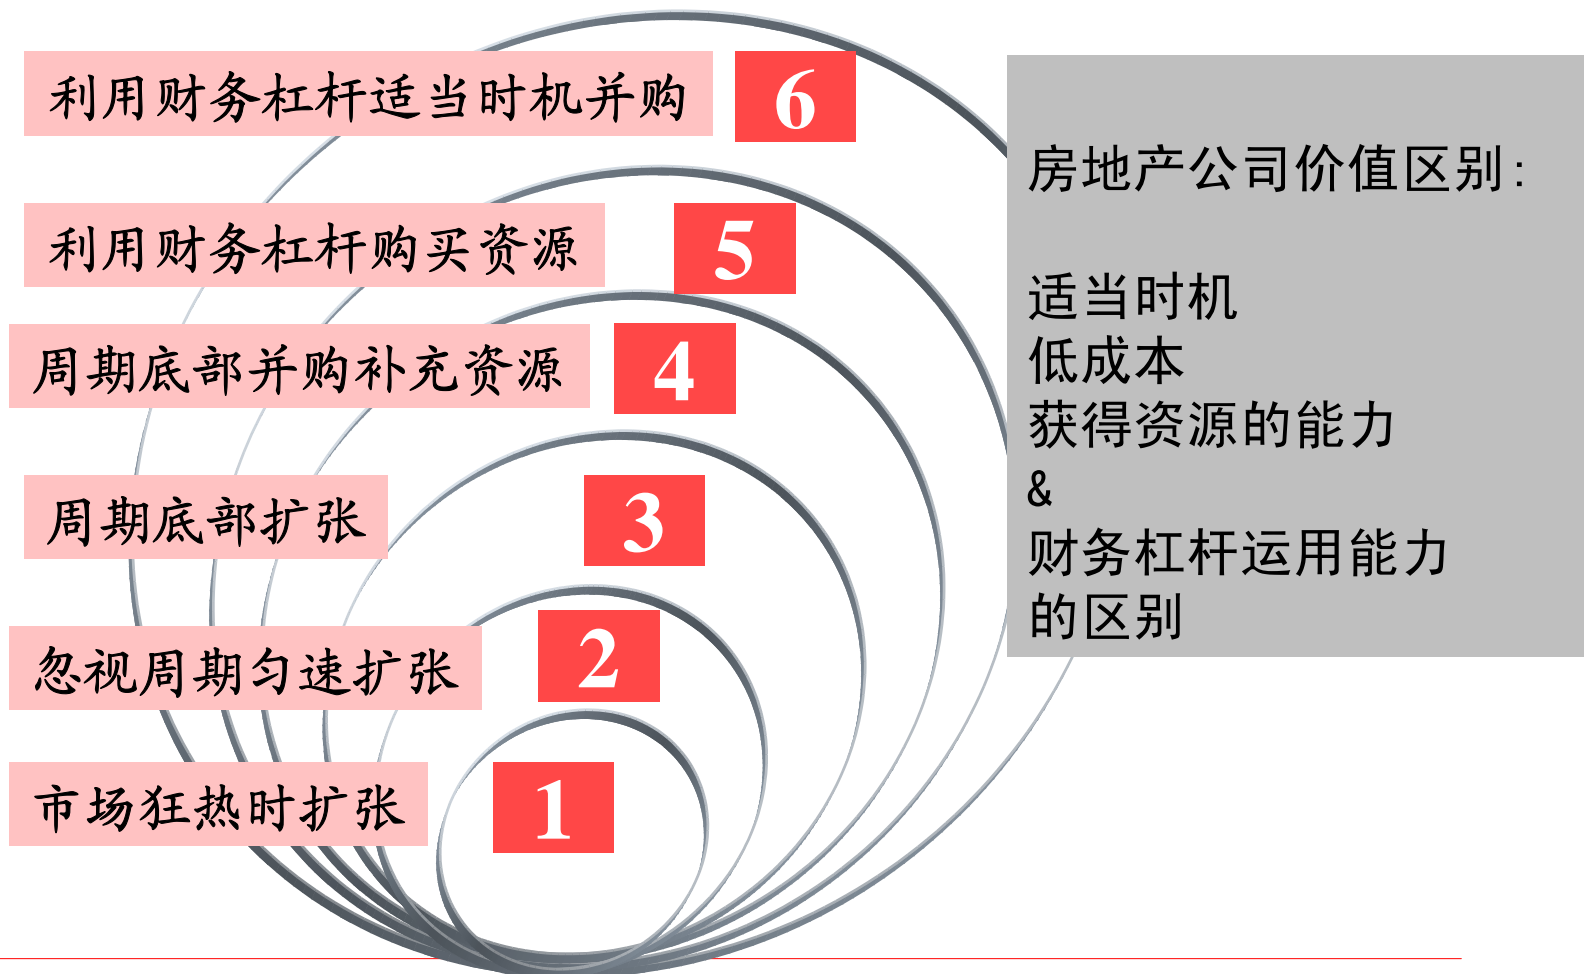 利用财务杠杆适当时机并购
6
利用财务杠杆购买资源
5
周期底部并购补充资源
4
周期底部扩张
3
忽视周期匀速扩张
2
市场狂热时扩张
1
房地产公司价值区别:
适当时机
低成本
获得资源的能力
&
财务杠杆运用能力
的区别